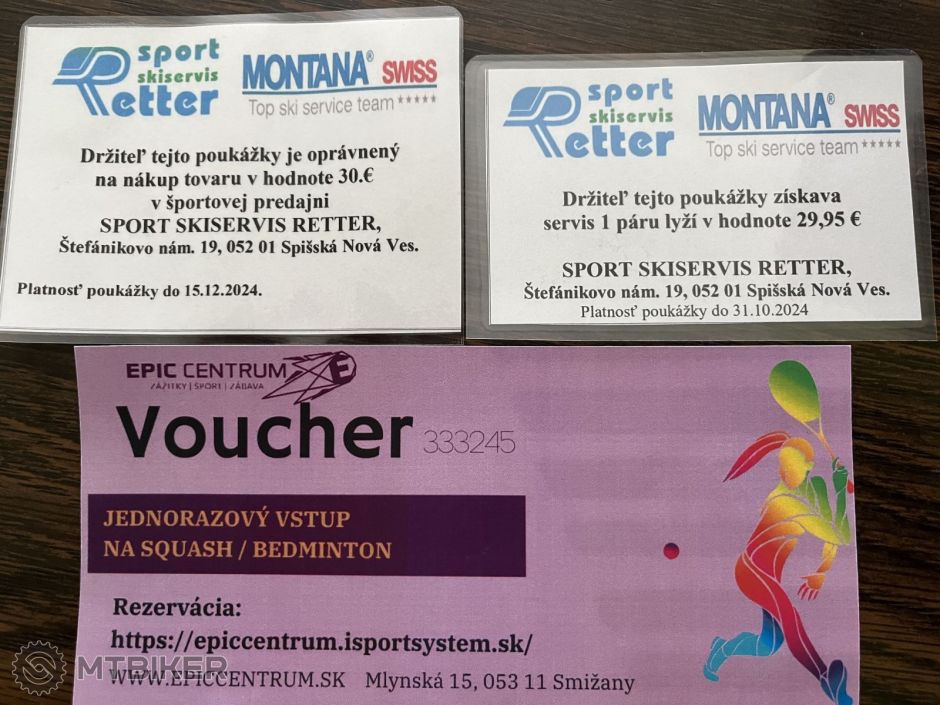 sport
skiservis
Retter
MONTANA® SWISS
Top ski service team*****
Držiteľ tejto poukážky je oprávnený
na nákup tovaru v hodnote 30.€
v športovej predajni
SPORT SKISERVIS RETTER,
Štefánikovo nám. 19, 052 01 Spišská Nová Ves.
Platnosť poukážky do 15.12.2024.
sport
skiservis
Retter
MONTANA® SWISS
Top ski service team*****
Držiteľ tejto poukážky získava
servis 1 páru lyží v hodnote 29,95 €
SPORT SKISERVIS RETTER,
Štefánikovo nám. 19, 052 01 Spišská Nová Ves.
Platnosť poukážky do 31.10.2024
EPIC CENTRUM
ZÁŽITKY | ŠPORT | ZÁBAVA
Voucher 333245
JEDNORAZOVÝ VSTUP
NA SQUASH / BEDMINTON
Rezervácia:
https://epiccentrum.isportsystem.sk/
WWW.EPICCENTRUM.SK Mlynská 15, 053 11 Smižany
MTBIKER